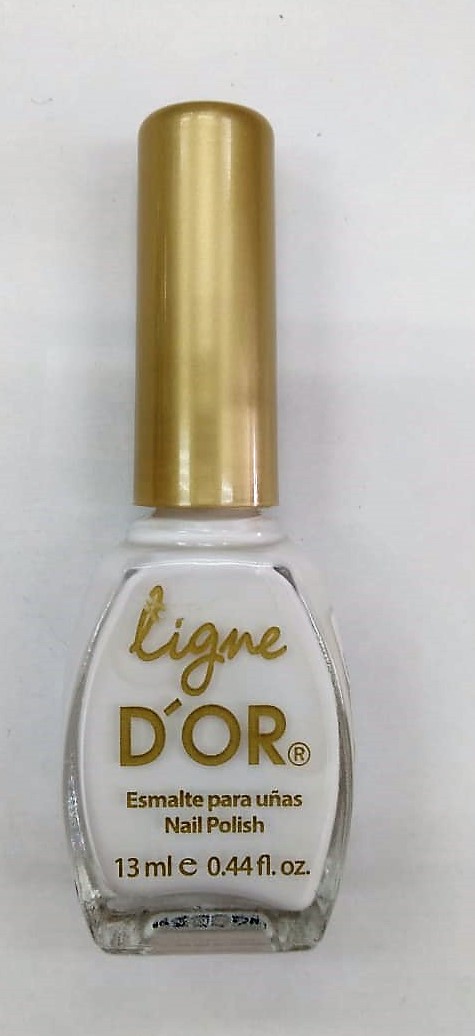 Ligne
D´OR®
Esmalte para uñas
Nail Polish
13 ml ℮ 0.44 fl. oz.